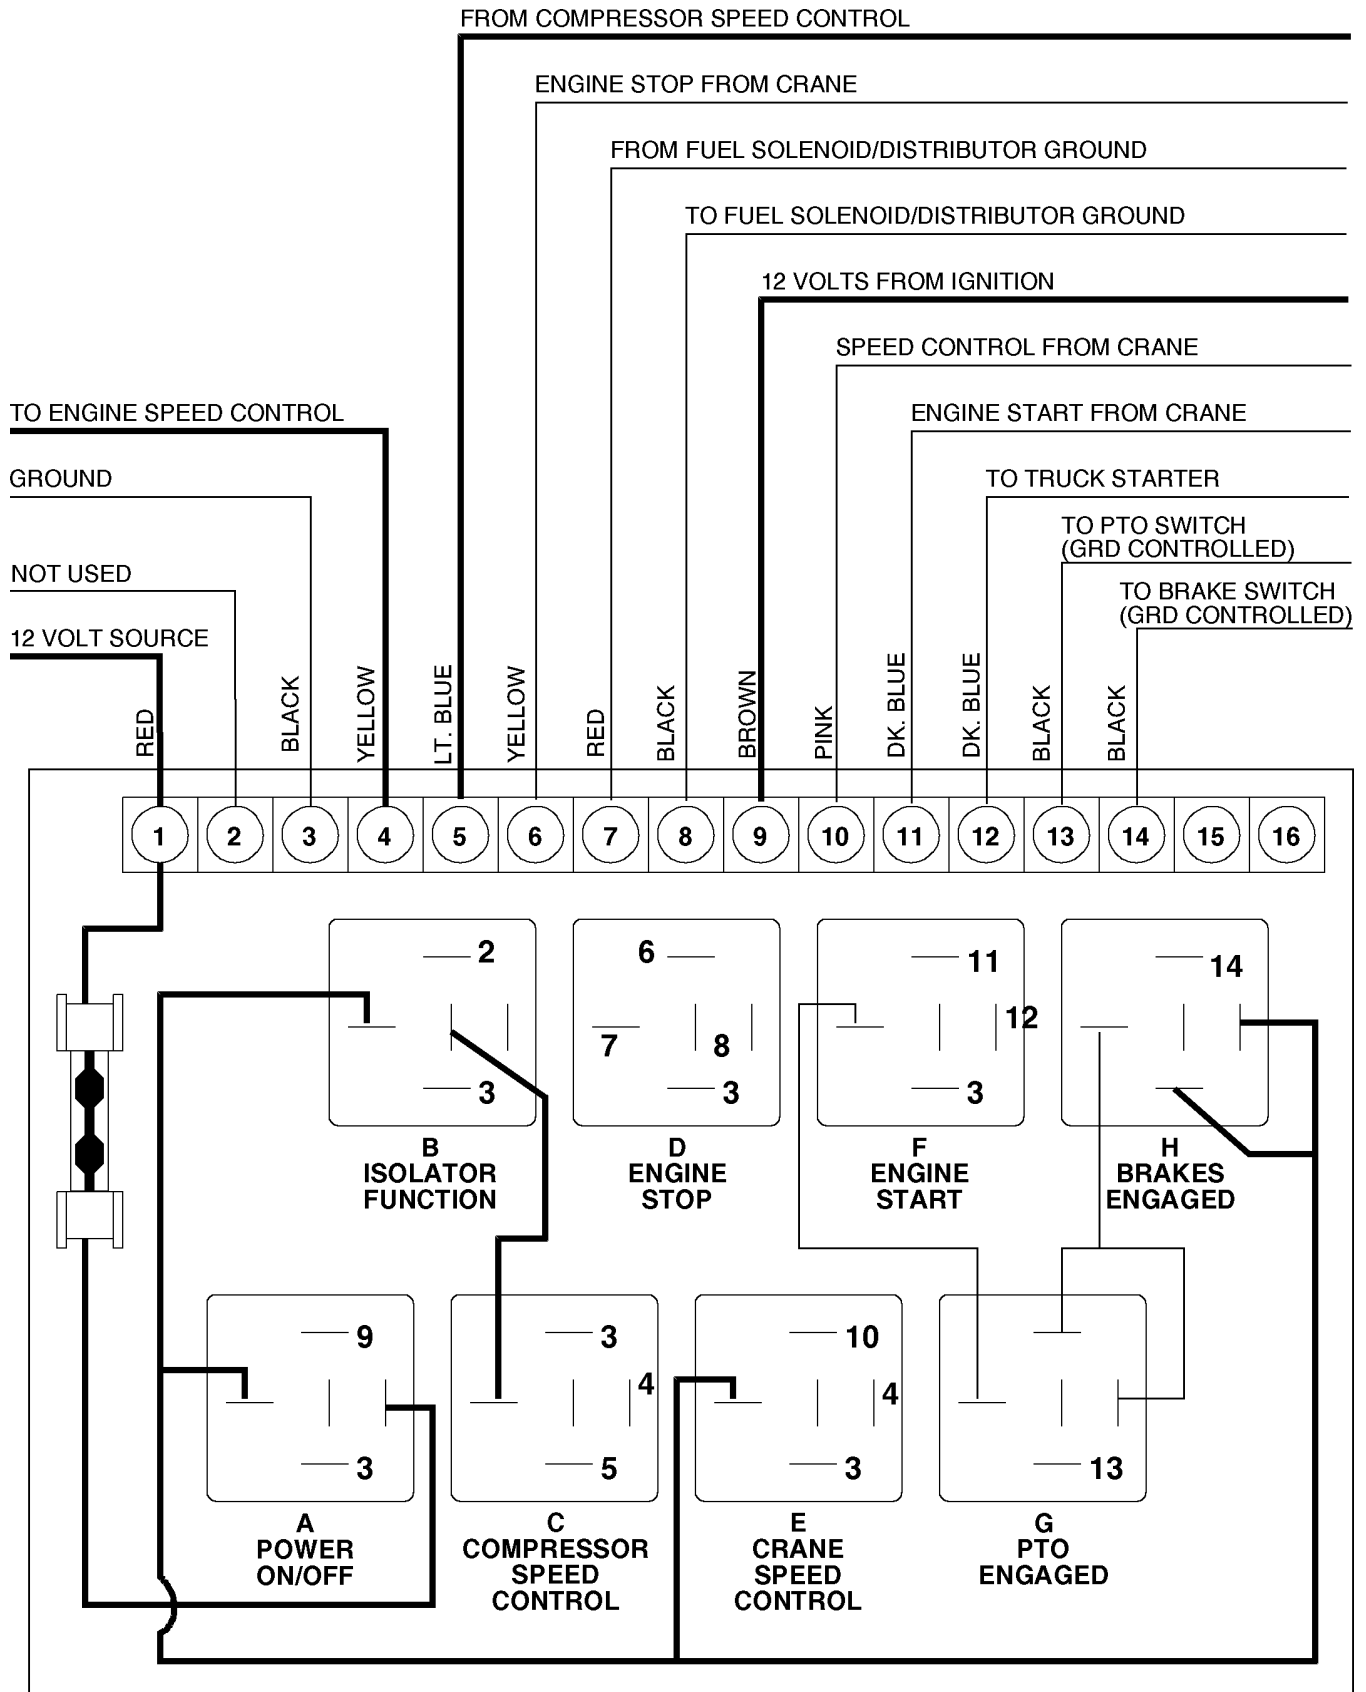 FROM COMPRESSOR SPEED CONTROL
ENGINE STOP FROM CRANE
FROM FUEL SOLENOID/DISTRIBUTOR GROUND
TO FUEL SOLENOID/DISTRIBUTOR GROUND
12 VOLTS FROM IGNITION
SPEED CONTROL FROM CRANE
TO ENGINE SPEED CONTROL
ENGINE START FROM CRANE
GROUND
TO TRUCK STARTER
TO PTO SWITCH
(GRD CONTROLLED)
NOT USED
TO BRAKE SWITCH
(GRD CONTROLLED)
12 VOLT SOURCE
RED
BLACK
YELLOW
LT. BLUE
YELLOW
RED
BLACK
BROWN
PINK
DK. BLUE
DK. BLUE
BLACK
BLACK
1 2 3 4 5 6 7 8 9 10 11 12 13 14 15 16
2
3
B
ISOLATOR
FUNCTION
6
7
8
3
D
ENGINE
STOP
11
12
3
F
ENGINE
START
14
H
BRAKES
ENGAGED
9
3
A
POWER
ON/OFF
3
4
5
C
COMPRESSOR
SPEED
CONTROL
10
4
3
E
CRANE
SPEED
CONTROL
13
G
PTO
ENGAGED